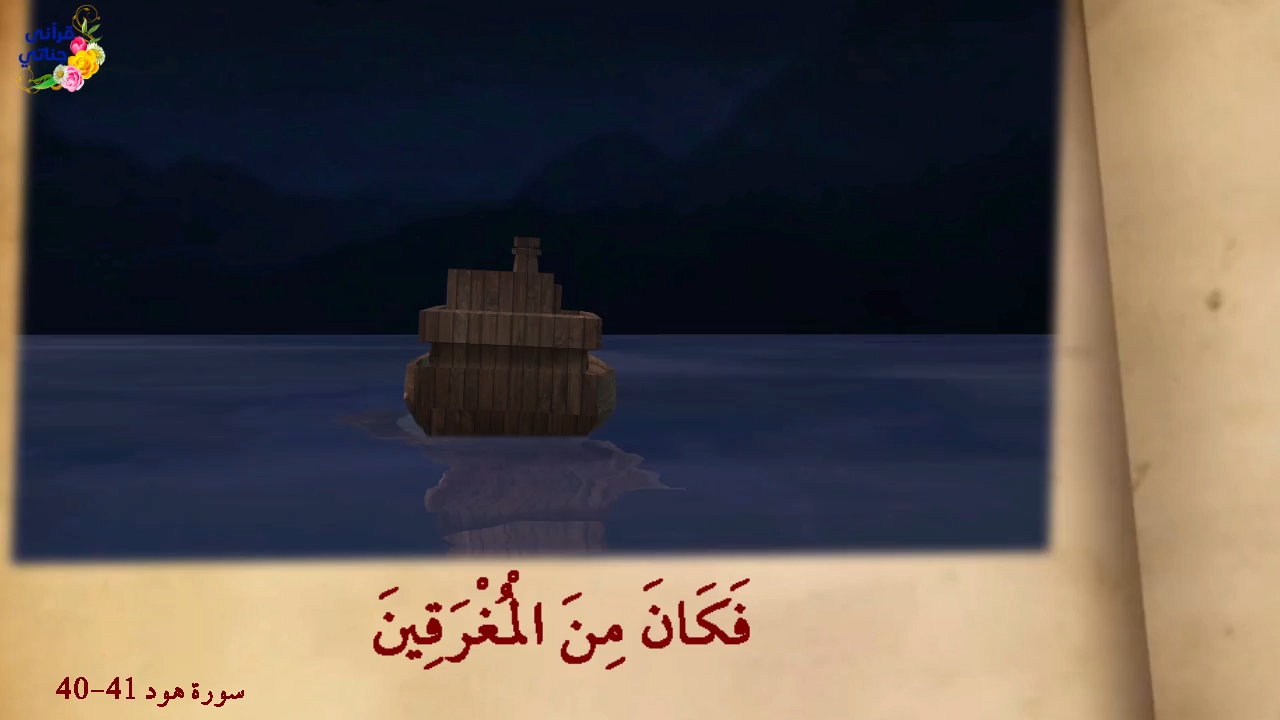 قرآني
جناتي
فَكَانَ مِنَ الْمُغْرَقِينَ
سورة هود 41-40